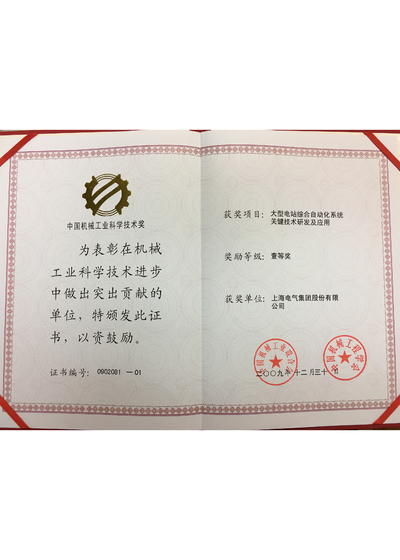 中国机械工业科学技术奖
为表彰在机械
工业科学技术进步
中做出突出贡献的
单位，特颁发此证
书，以资鼓励。
证书编号：0902081－01
获奖项目：大型电站综合自动化系统
关键技术研发及应用
奖励等级：壹等奖
获奖单位：上海电气集团股份有限
公司
中国机械工业联合会
中国机械工程学会
二〇〇九年十二月三十日